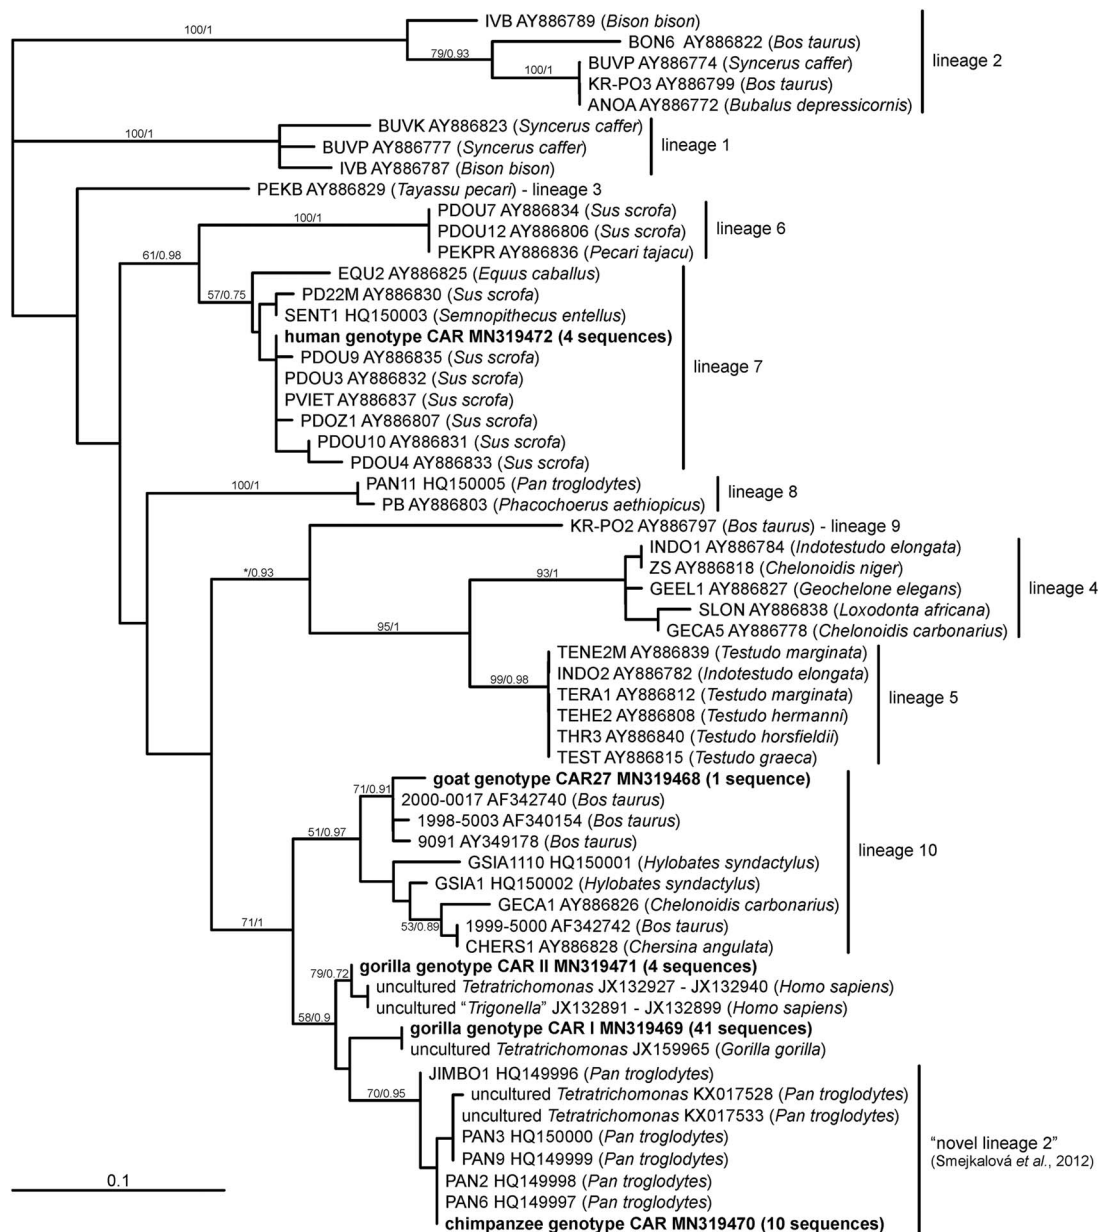 IVB AY886789 (Bison bison)
100/1
BON6 AY886822 (Bos taurus)
79/0.93
BUVP AY886774 (Syncerus caffer)
lineage 2
100/1
KR-PO3 AY886799 (Bos taurus)
ANOA AY886772 (Bubalus depressicornis)
BUVK AY886823 (Syncerus caffer)
100/1
BUVP AY886777 (Syncerus caffer)
lineage 1
IVB AY886787 (Bison bison)
PEKB AY886829 (Tayassu pecari) - lineage 3
PDOU7 AY886834 (Sus scrofa)
100/1
PDOU12 AY886806 (Sus scrofa)
lineage 6
PEKPR AY886836 (Pecari tajacu)
61/0.98
EQU2 AY886825 (Equus caballus)
57/0.75
PD22M AY886830 (Sus scrofa)
SENT1 HQ150003 (Semnopithecus entellus)
human genotype CAR MN319472 (4 sequences)
PDOU9 AY886835 (Sus scrofa)
lineage 7
PDOU3 AY886832 (Sus scrofa)
PVIET AY886837 (Sus scrofa)
PDOZ1 AY886807 (Sus scrofa)
PDOU10 AY886831 (Sus scrofa)
PDOU4 AY886833 (Sus scrofa)
PAN11 HQ150005 (Pan troglodytes)
100/1
lineage 8
PB AY886803 (Phacochoerus aethiopicus)
KR-PO2 AY886797 (Bos taurus) - lineage 9
INDO1 AY886784 (Indotestudo elongata)
*/0.93
93/1
ZS AY886818 (Chelonoidis niger)
GEEL1 AY886827 (Geochelone elegans)
lineage 4
SLON AY886838 (Loxodonta africana)
GECA5 AY886778 (Chelonoidis carbonarius)
95/1
TENE2M AY886839 (Testudo marginata)
INDO2 AY886782 (Indotestudo elongata)
99/0.98
TERA1 AY886812 (Testudo marginata)
lineage 5
TEHE2 AY886808 (Testudo hermanni)
THR3 AY886840 (Testudo horsfieldii)
TEST AY886815 (Testudo graeca)
goat genotype CAR27 MN319468 (1 sequence)
71/0.91
2000-0017 AF342740 (Bos taurus)
1998-5003 AF340154 (Bos taurus)
51/0.97
9091 AY349178 (Bos taurus)
lineage 10
GSIA1110 HQ150001 (Hylobates syndactylus)
GSIA1 HQ150002 (Hylobates syndactylus)
GECA1 AY886826 (Chelonoidis carbonarius)
71/1
53/0.89
1999-5000 AF342742 (Bos taurus)
CHERS1 AY886828 (Chersina angulata)
gorilla genotype CAR II MN319471 (4 sequences)
79/0.72
uncultured Tetratrichomonas JX132927 - JX132940 (Homo sapiens)
uncultured “Trigonella” JX132891 - JX132899 (Homo sapiens)
58/0.9
gorilla genotype CAR I MN319469 (41 sequences)
uncultured Tetratrichomonas JX159965 (Gorilla gorilla)
JIMBO1 HQ149996 (Pan troglodytes)
70/0.95
uncultured Tetratrichomonas KX017528 (Pan troglodytes)
uncultured Tetratrichomonas KX017533 (Pan troglodytes)
PAN3 HQ150000 (Pan troglodytes)
“novel lineage 2”
PAN9 HQ149999 (Pan troglodytes)
(Smejkalová et al., 2012)
PAN2 HQ149998 (Pan troglodytes)
0.1
PAN6 HQ149997 (Pan troglodytes)
chimpanzee genotype CAR MN319470 (10 sequences)